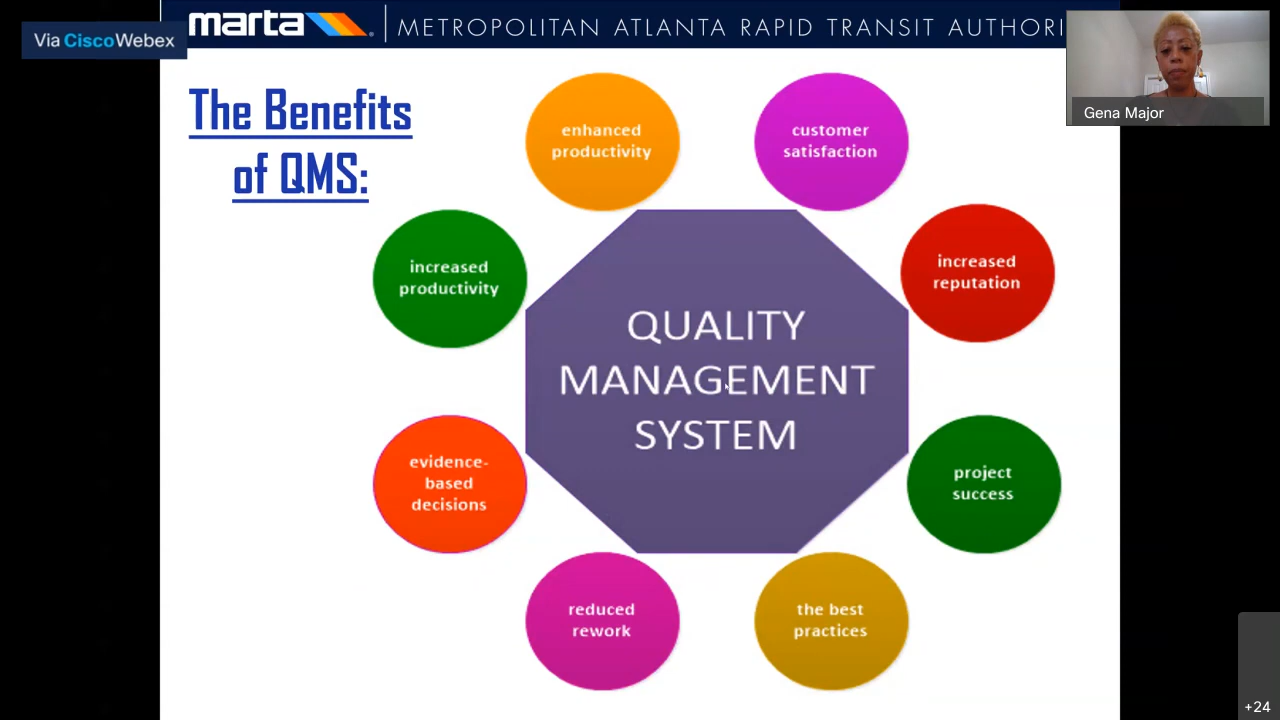 marta
METROPOLITAN ATLANTA RAPID TRANSIT AUTHORI
Via CiscoWebex
Gena Major
The Benefits
of QMS:
enhanced
productivity
customer
satisfaction
increased
productivity
increased
reputation
QUALITY
MANAGEMENT
SYSTEM
evidence-
based
decisions
project
success
reduced
rework
the best
practices
+24